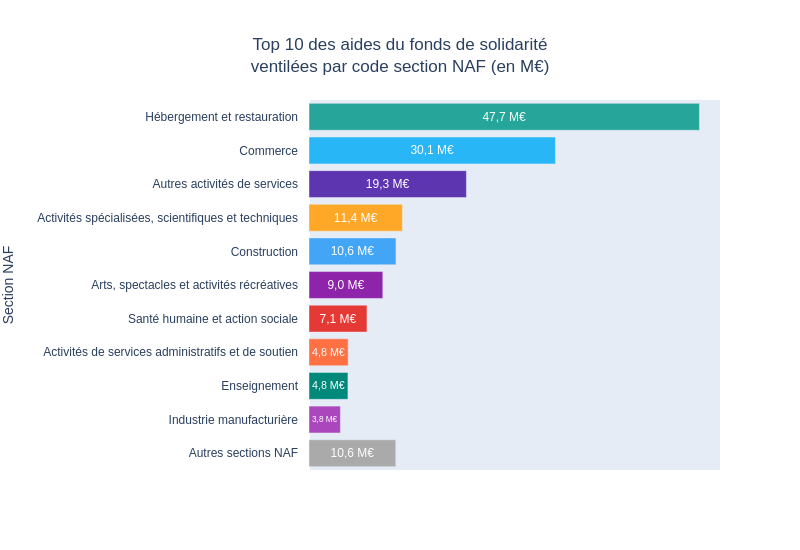 Top 10 des aides du fonds de solidarité
ventilées par code section NAF (en M€)
Section NAF
Hébergement et restauration 47,7 M€
Commerce 30,1 M€
Autres activités de services 19,3 M€
Activités spécialisées, scientifiques et techniques 11,4 M€
Construction 10,6 M€
Arts, spectacles et activités récréatives 9,0 M€
Santé humaine et action sociale 7,1 M€
Activités de services administratifs et de soutien 4,8 M€
Enseignement 4,8 M€
Industrie manufacturière 3,8 M€
Autres sections NAF 10,6 M€